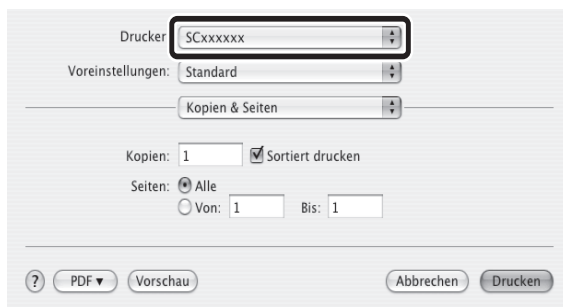 Drucker SCxxxxxx
Voreinstellungen: Standard
Kopien & Seiten
Kopien: 1 Sortiert drucken
Seiten: Alle
Von: 1 Bis: 1
? PDF▼ Vorschau Abbrechen Drucken